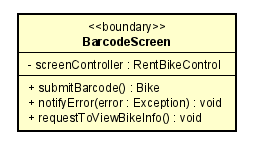 <<boundary>>
BarcodeScreen
- screenController : RentBikeControl
+ submitBarcode() : Bike
+ notifyError(error : Exception) : void
+ requestToViewBikeInfo() : void